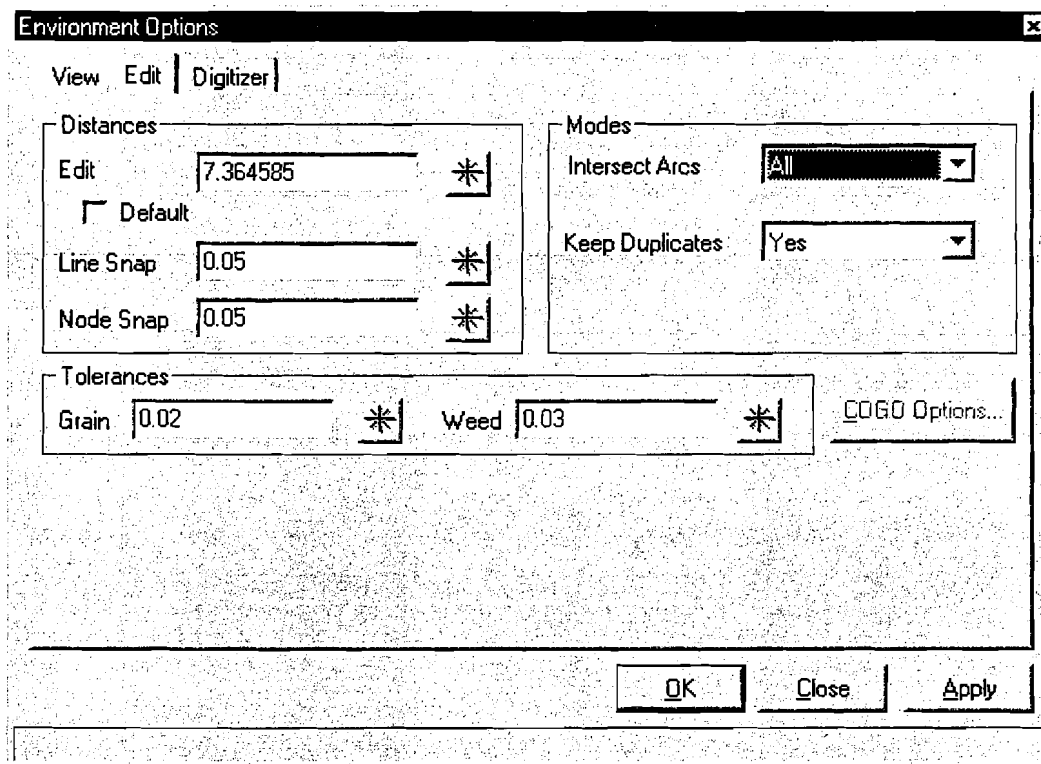 Environment Options
View Edit Digitizer
Distances
Edit 7.364585
Default
Line Snap 0.05
Node Snap 0.05
Modes
Intersect Arcs All
Keep Duplicates Yes
Tolerances
Grain 0.02 Weed 0.03
COGO Options...
OK Close Apply